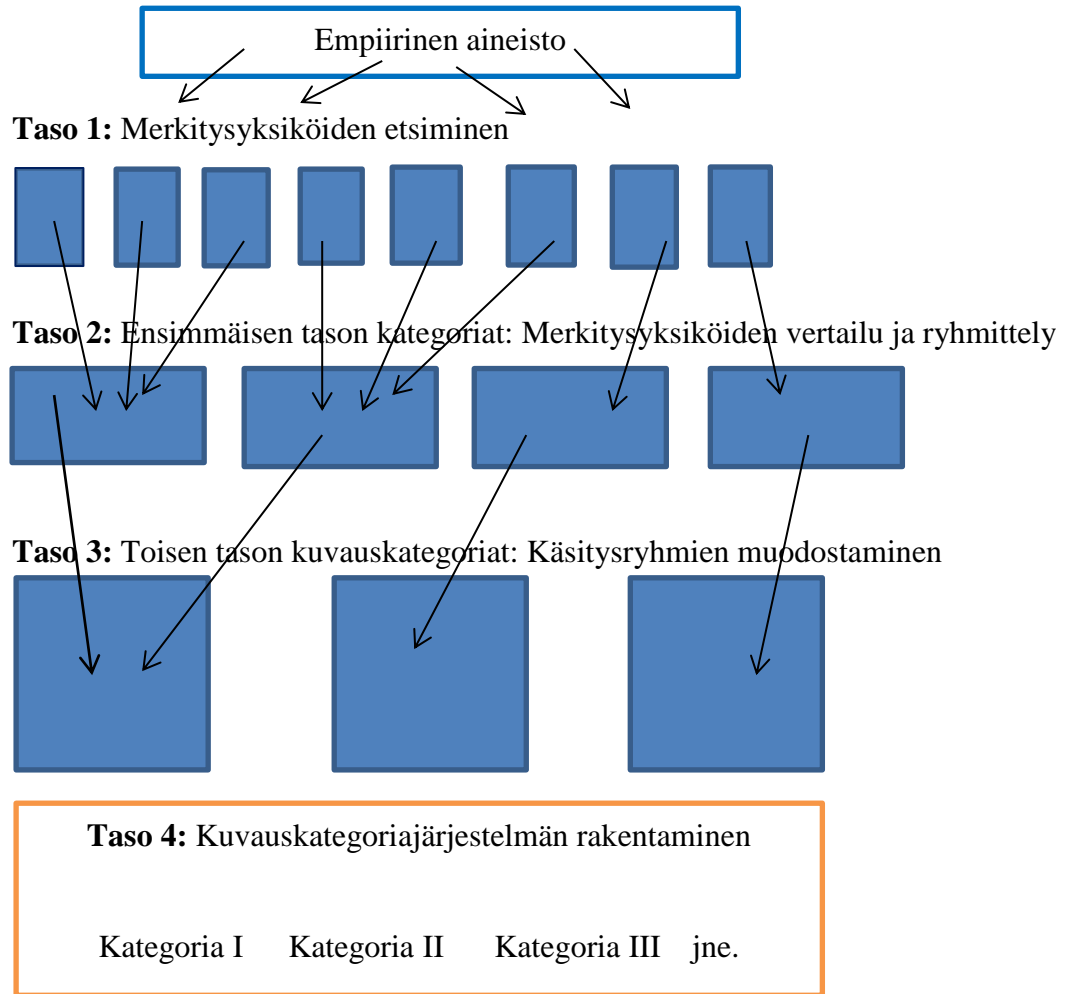 Empiirinen aineisto
Taso 1: Merkitysyksiköiden etsiminen
Taso 2: Ensimmäisen tason kategoriat: Merkitysyksiköiden vertailu ja ryhmittely
Taso 3: Toisen tason kuvauskategoriat: Käsitysryhmien muodostaminen
Taso 4: Kuvauskategoriajärjestelmän rakentaminen
Kategoria I Kategoria II Kategoria III jne.